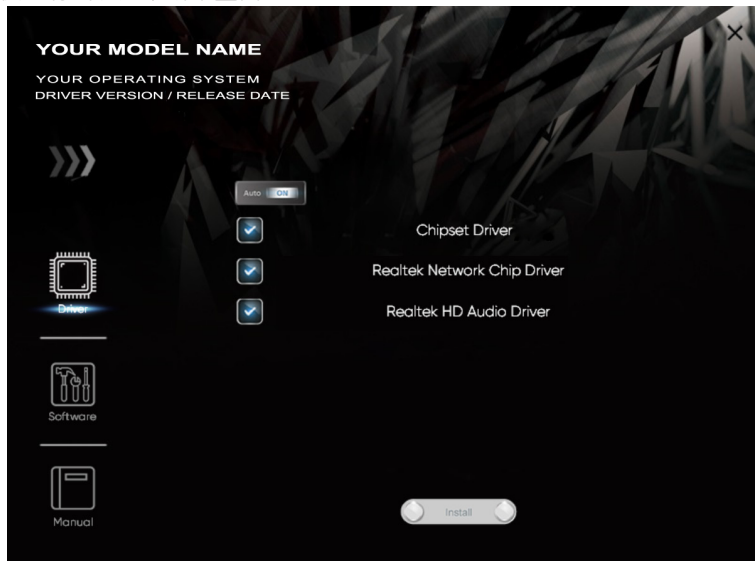 YOUR MODEL NAME
YOUR OPERATING SYSTEM
DRIVER VERSION / RELEASE DATE
Auto ON
Chipset Driver
Realtek Network Chip Driver
Realtek HD Audio Driver
Driver
Software
Manual
Install